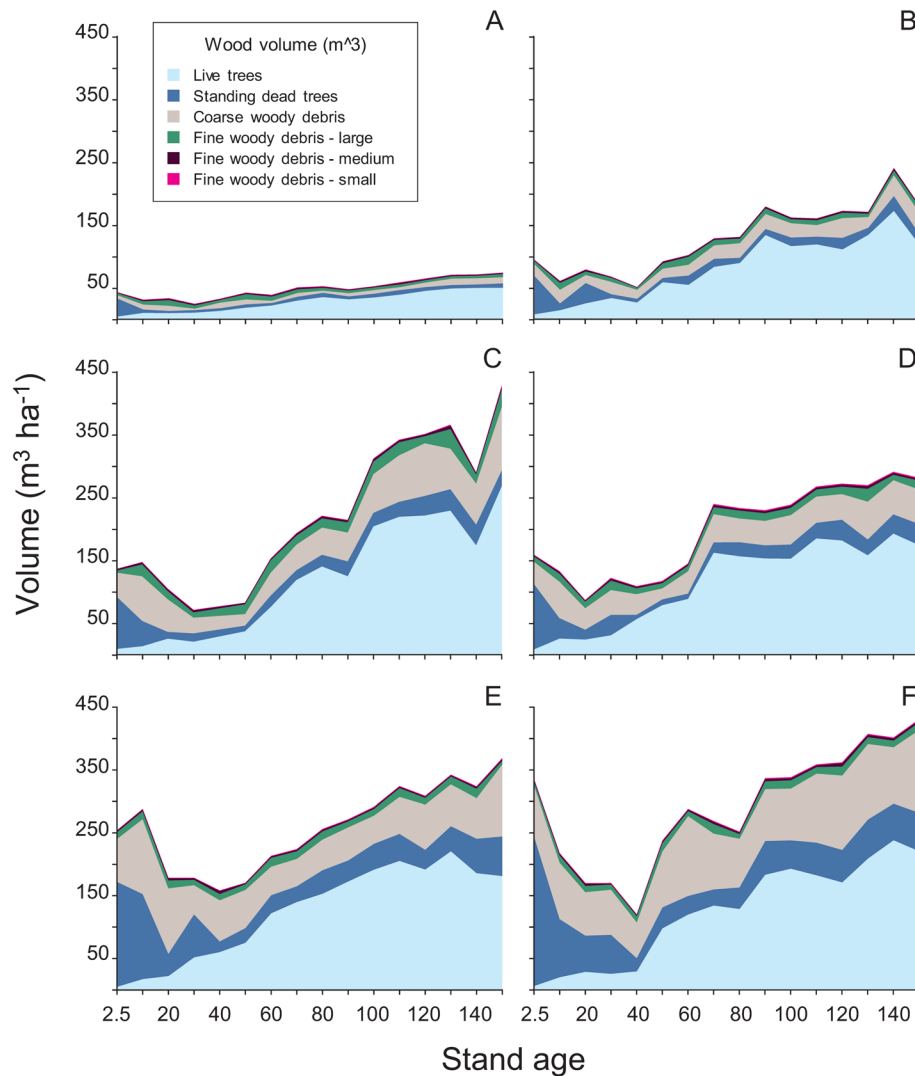 A
B
Wood volume (m^3)
Live trees
Standing dead trees
Coarse woody debris
Fine woody debris - large
Fine woody debris - medium
Fine woody debris - small
450
350
250
150
50
C
D
450
350
250
150
50
Volume (m³ ha⁻¹)
E
F
450
350
250
150
50
2.5 20 40 60 80 100 120 140
2.5 20 40 60 80 100 120 140
Stand age